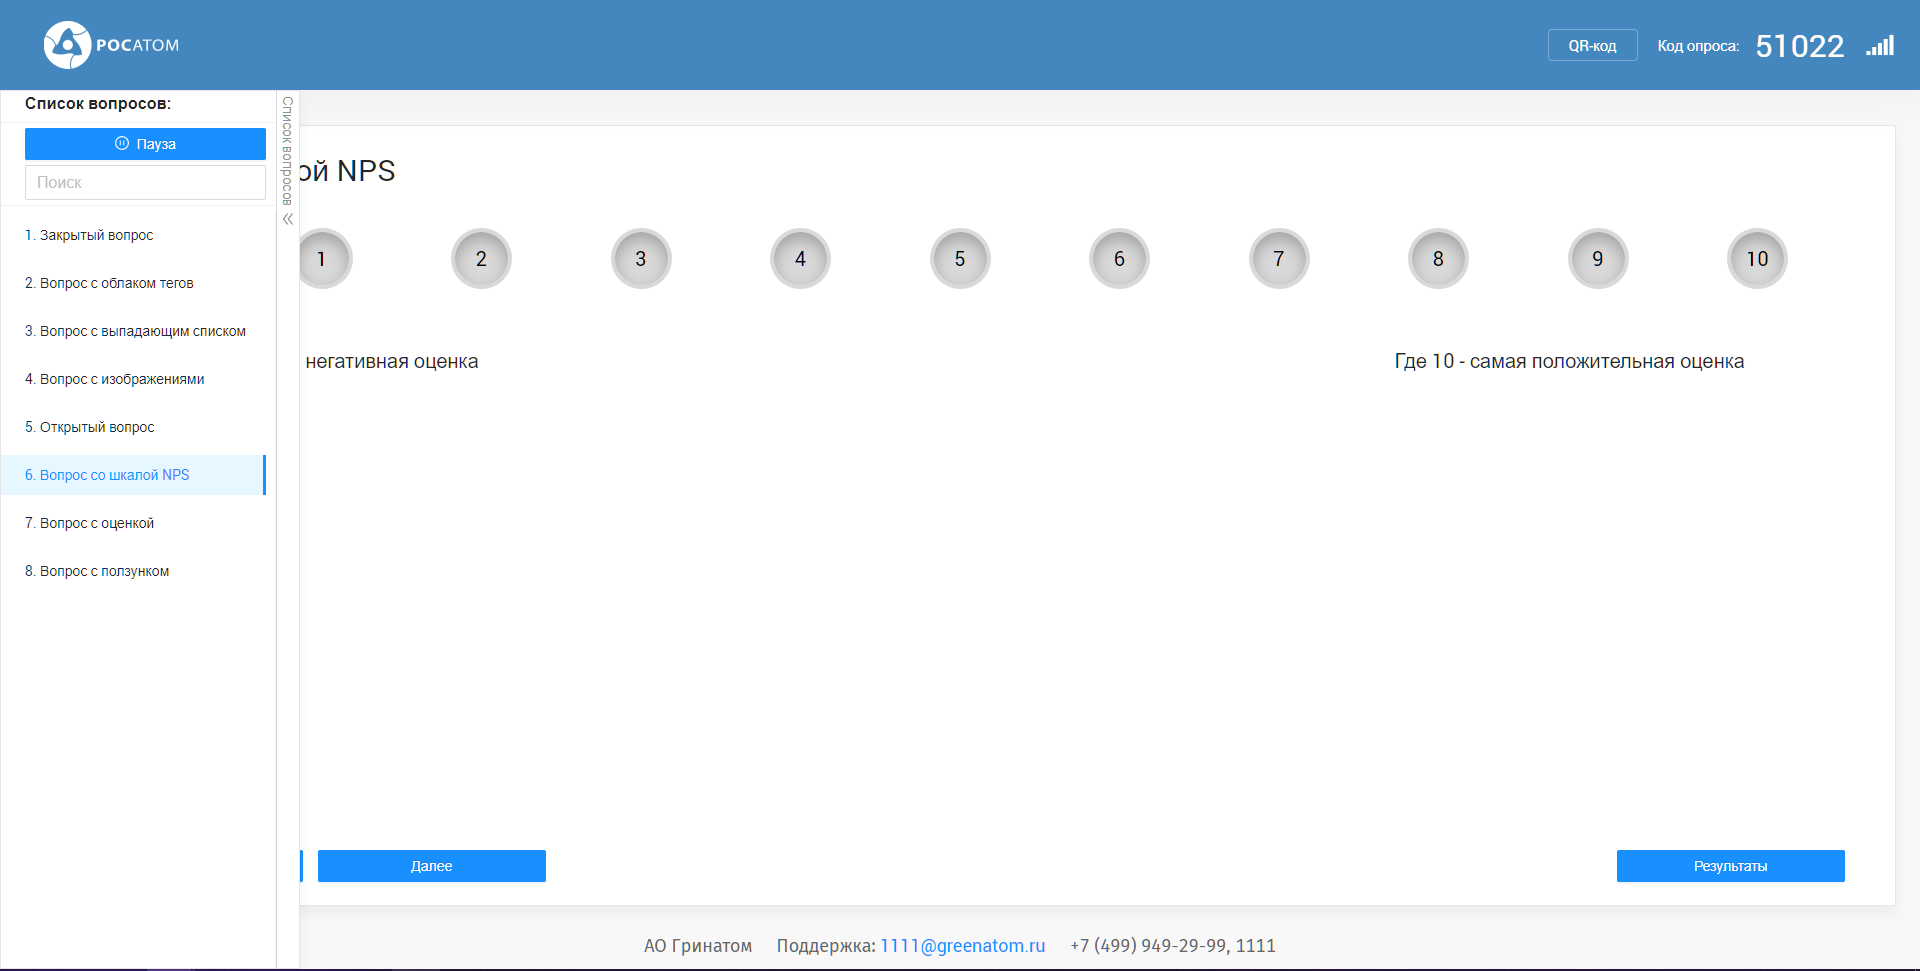 РОСАТОМ
QR-код
Код опроса: 51022
Список вопросов:
Пауза
Поиск
1. Закрытый вопрос
2. Вопрос с облаком тегов
3. Вопрос с выпадающим списком
4. Вопрос с изображениями
5. Открытый вопрос
6. Вопрос со шкалой NPS
7. Вопрос с оценкой
8. Вопрос с ползунком
Список вопросов
ой NPS
1 2 3 4 5 6 7 8 9 10
негативная оценка
Где 10 - самая положительная оценка
Далее
Результаты
АО Гринатом Поддержка: 1111@greenatom.ru +7 (499) 949-29-99, 1111